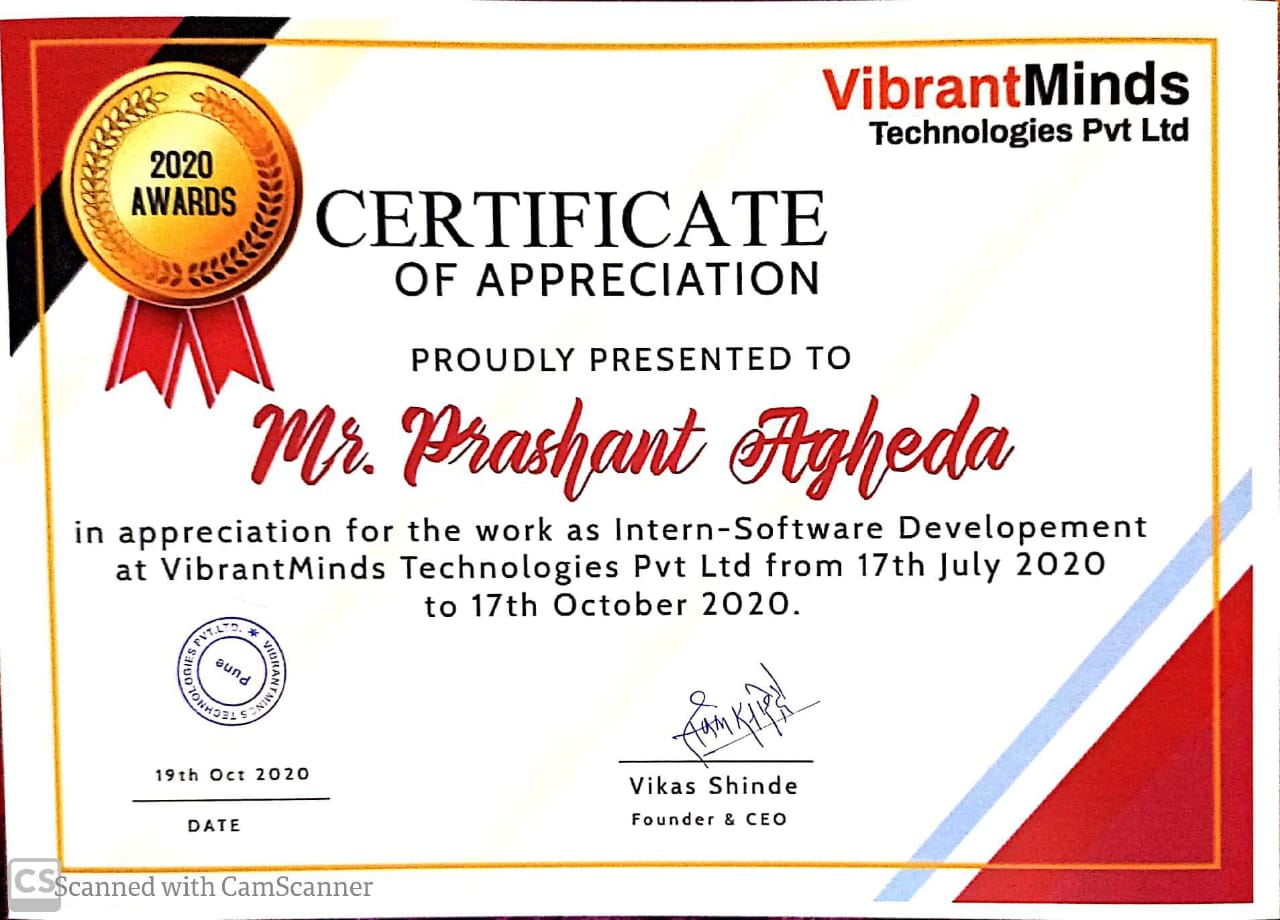 VibrantMinds
Technologies Pvt Ltd
2020
AWARDS
CERTIFICATE
OF APPRECIATION
PROUDLY PRESENTED TO
Mr. Prashant Agheda
in appreciation for the work as Intern-Software Developement
at VibrantMinds Technologies Pvt Ltd from 17th July 2020
to 17th October 2020.
VIBRANTMINDS TECHNOLOGIES PVT.LTD. *
Pune
19th Oct 2020
DATE
Vikas Shinde
Founder & CEO
CS Scanned with CamScanner